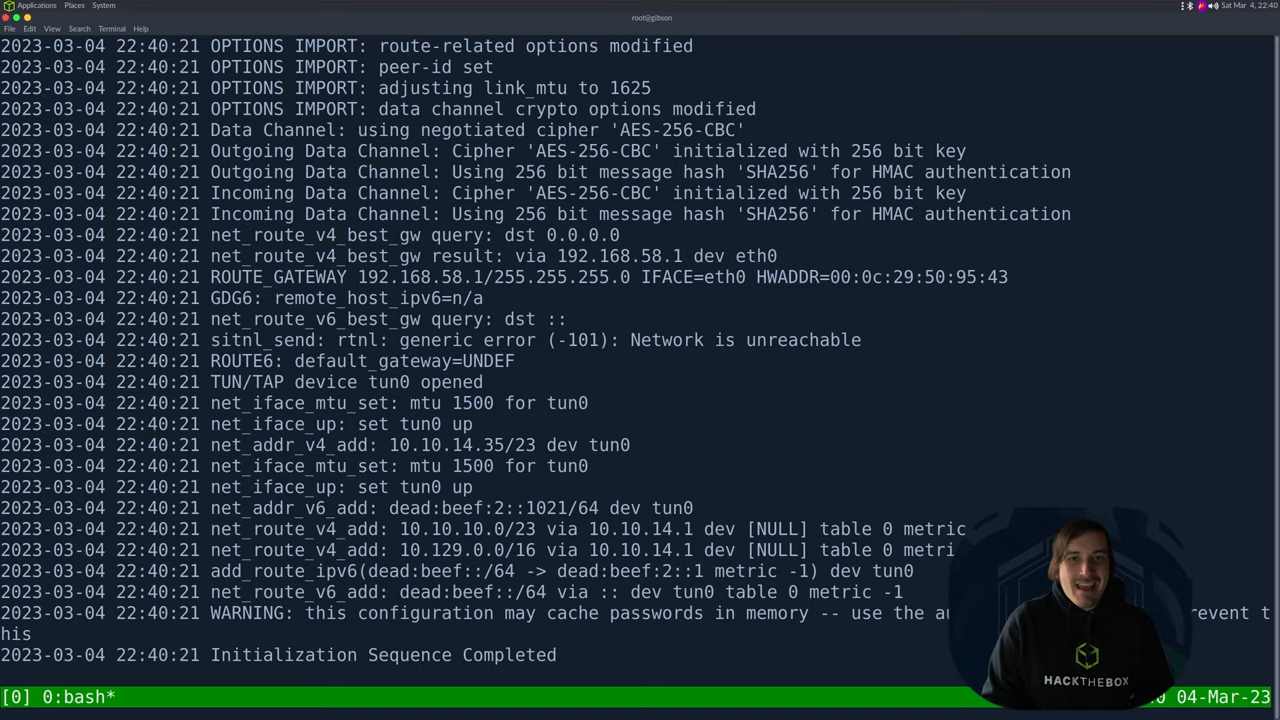 Applications Places System
Sat Mar 4, 22:40
root@gibson
File Edit View Search Terminal Help
2023-03-04 22:40:21 OPTIONS IMPORT: route-related options modified
2023-03-04 22:40:21 OPTIONS IMPORT: peer-id set
2023-03-04 22:40:21 OPTIONS IMPORT: adjusting link_mtu to 1625
2023-03-04 22:40:21 OPTIONS IMPORT: data channel crypto options modified
2023-03-04 22:40:21 Data Channel: using negotiated cipher 'AES-256-CBC'
2023-03-04 22:40:21 Outgoing Data Channel: Cipher 'AES-256-CBC' initialized with 256 bit key
2023-03-04 22:40:21 Outgoing Data Channel: Using 256 bit message hash 'SHA256' for HMAC authentication
2023-03-04 22:40:21 Incoming Data Channel: Cipher 'AES-256-CBC' initialized with 256 bit key
2023-03-04 22:40:21 Incoming Data Channel: Using 256 bit message hash 'SHA256' for HMAC authentication
2023-03-04 22:40:21 net_route_v4_best_gw query: dst 0.0.0.0
2023-03-04 22:40:21 net_route_v4_best_gw result: via 192.168.58.1 dev eth0
2023-03-04 22:40:21 ROUTE_GATEWAY 192.168.58.1/255.255.255.0 IFACE=eth0 HWADDR=00:0c:29:50:95:43
2023-03-04 22:40:21 GDG6: remote_host_ipv6=n/a
2023-03-04 22:40:21 net_route_v6_best_gw query: dst ::
2023-03-04 22:40:21 sitnl_send: rtnl: generic error (-101): Network is unreachable
2023-03-04 22:40:21 ROUTE6: default_gateway=UNDEF
2023-03-04 22:40:21 TUN/TAP device tun0 opened
2023-03-04 22:40:21 net_iface_mtu_set: mtu 1500 for tun0
2023-03-04 22:40:21 net_iface_up: set tun0 up
2023-03-04 22:40:21 net_addr_v4_add: 10.10.14.35/23 dev tun0
2023-03-04 22:40:21 net_iface_mtu_set: mtu 1500 for tun0
2023-03-04 22:40:21 net_iface_up: set tun0 up
2023-03-04 22:40:21 net_addr_v6_add: dead:beef:2::1021/64 dev tun0
2023-03-04 22:40:21 net_route_v4_add: 10.10.10.0/23 via 10.10.14.1 dev [NULL] table 0 metric
2023-03-04 22:40:21 net_route_v4_add: 10.129.0.0/16 via 10.10.14.1 dev [NULL] table 0 metri
2023-03-04 22:40:21 add_route_ipv6(dead:beef::/64 -> dead:beef:2::1 metric -1) dev tun0
2023-03-04 22:40:21 net_route_v6_add: dead:beef::/64 via :: dev tun0 table 0 metric -1
2023-03-04 22:40:21 WARNING: this configuration may cache passwords in memory -- use the au revent t
his
2023-03-04 22:40:21 Initialization Sequence Completed
HACKTHEBOX
[0] 0:bash* 04-Mar-23